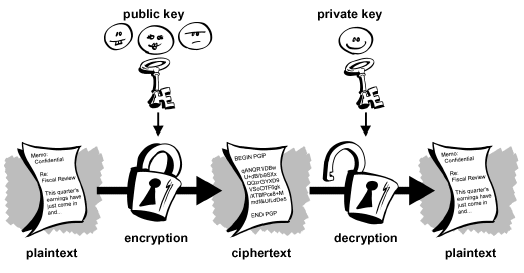 public key
private key
Memo:
Confidential
Re:
Fiscal Review
This quarter's
earnings have
just come in
and...
BEGIN PGP
END PGP
Memo:
Confidential
Re:
Fiscal Review
This quarter's
earnings have
just come in
and...
plaintext
encryption
ciphertext
decryption
plaintext